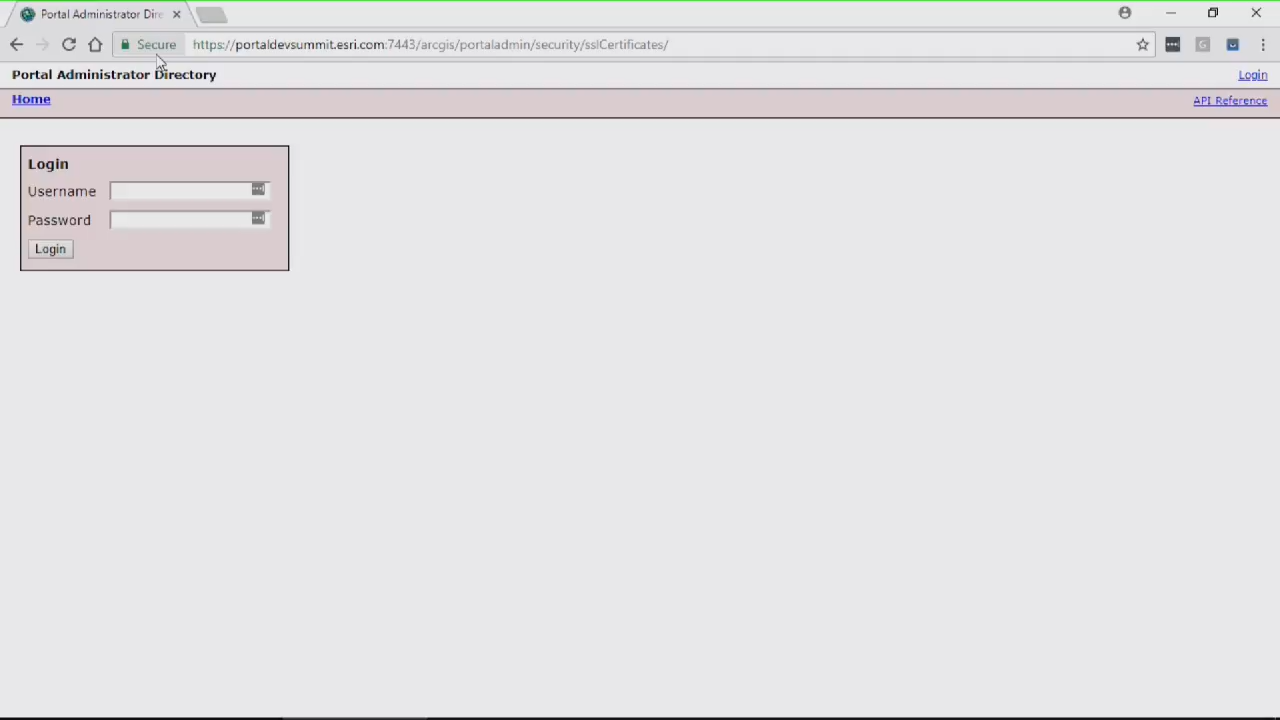 Portal Administrator Dire
Secure https://portaldevsummit.esri.com:7443/arcgis/portaladmin/security/sslCertificates/
Portal Administrator Directory Login
Home API Reference
Login
Username
Password
Login